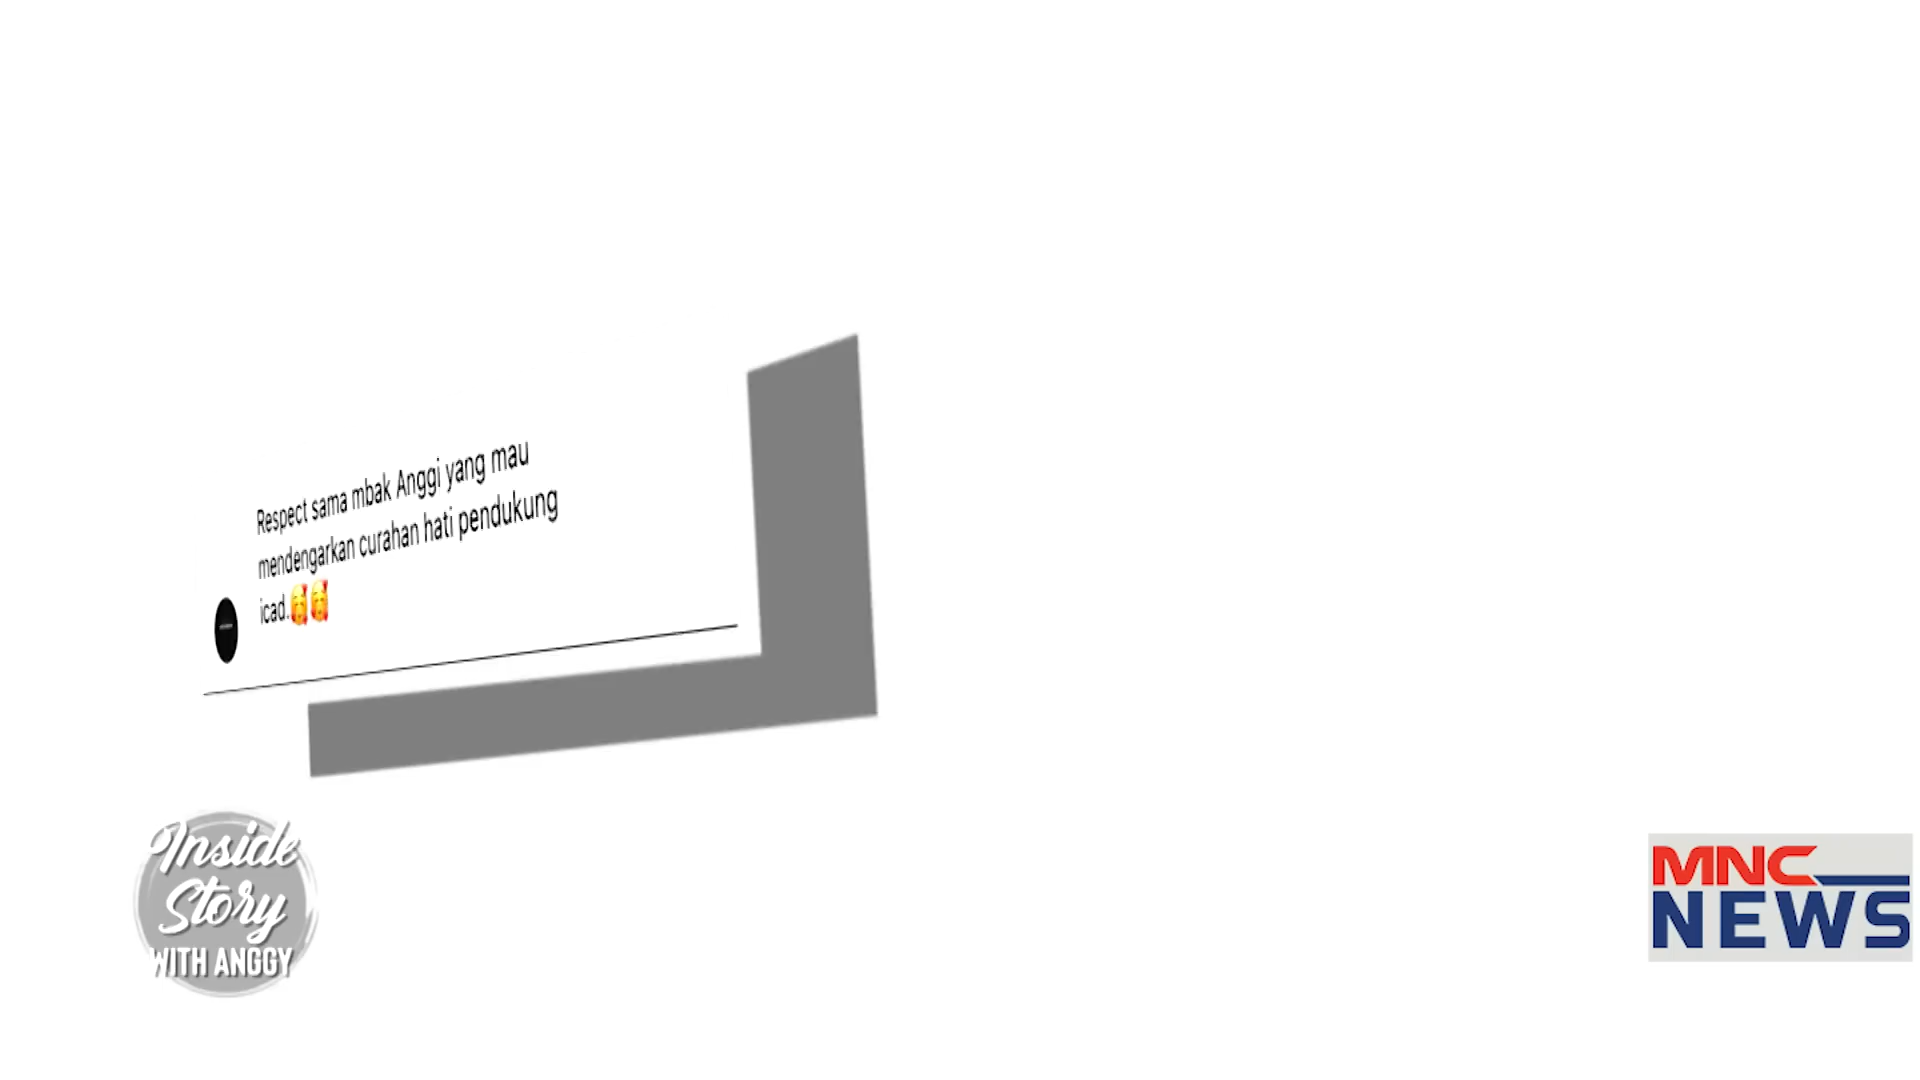 Respect sama mbak Anggi yang mau
mendengarkan curahan hati pendukung
icad.🥰🥰
Inside
Story
WITH ANGGY
MNC
NEWS